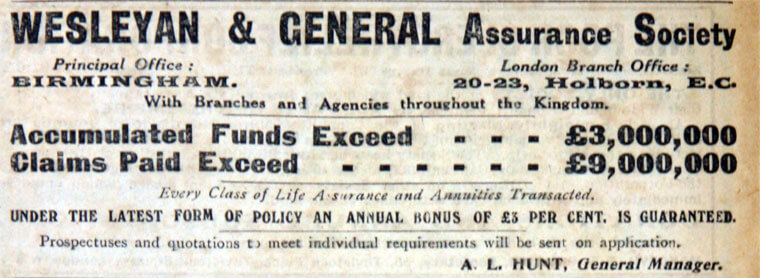 WESLEYAN & GENERAL Assurance Society
Principal Office :
BIRMINGHAM.
London Branch Office :
20-23, Holborn, E.C.
With Branches and Agencies throughout the Kingdom.
Accumulated Funds Exceed - - - £3,000,000
Claims Paid Exceed - - - - - - £9,000,000
Every Class of Life Assurance and Annuities Transacted.
UNDER THE LATEST FORM OF POLICY AN ANNUAL BONUS OF £3 PER CENT. IS GUARANTEED.
Prospectuses and quotations to meet individual requirements will be sent on application.
A. L. HUNT, General Manager.